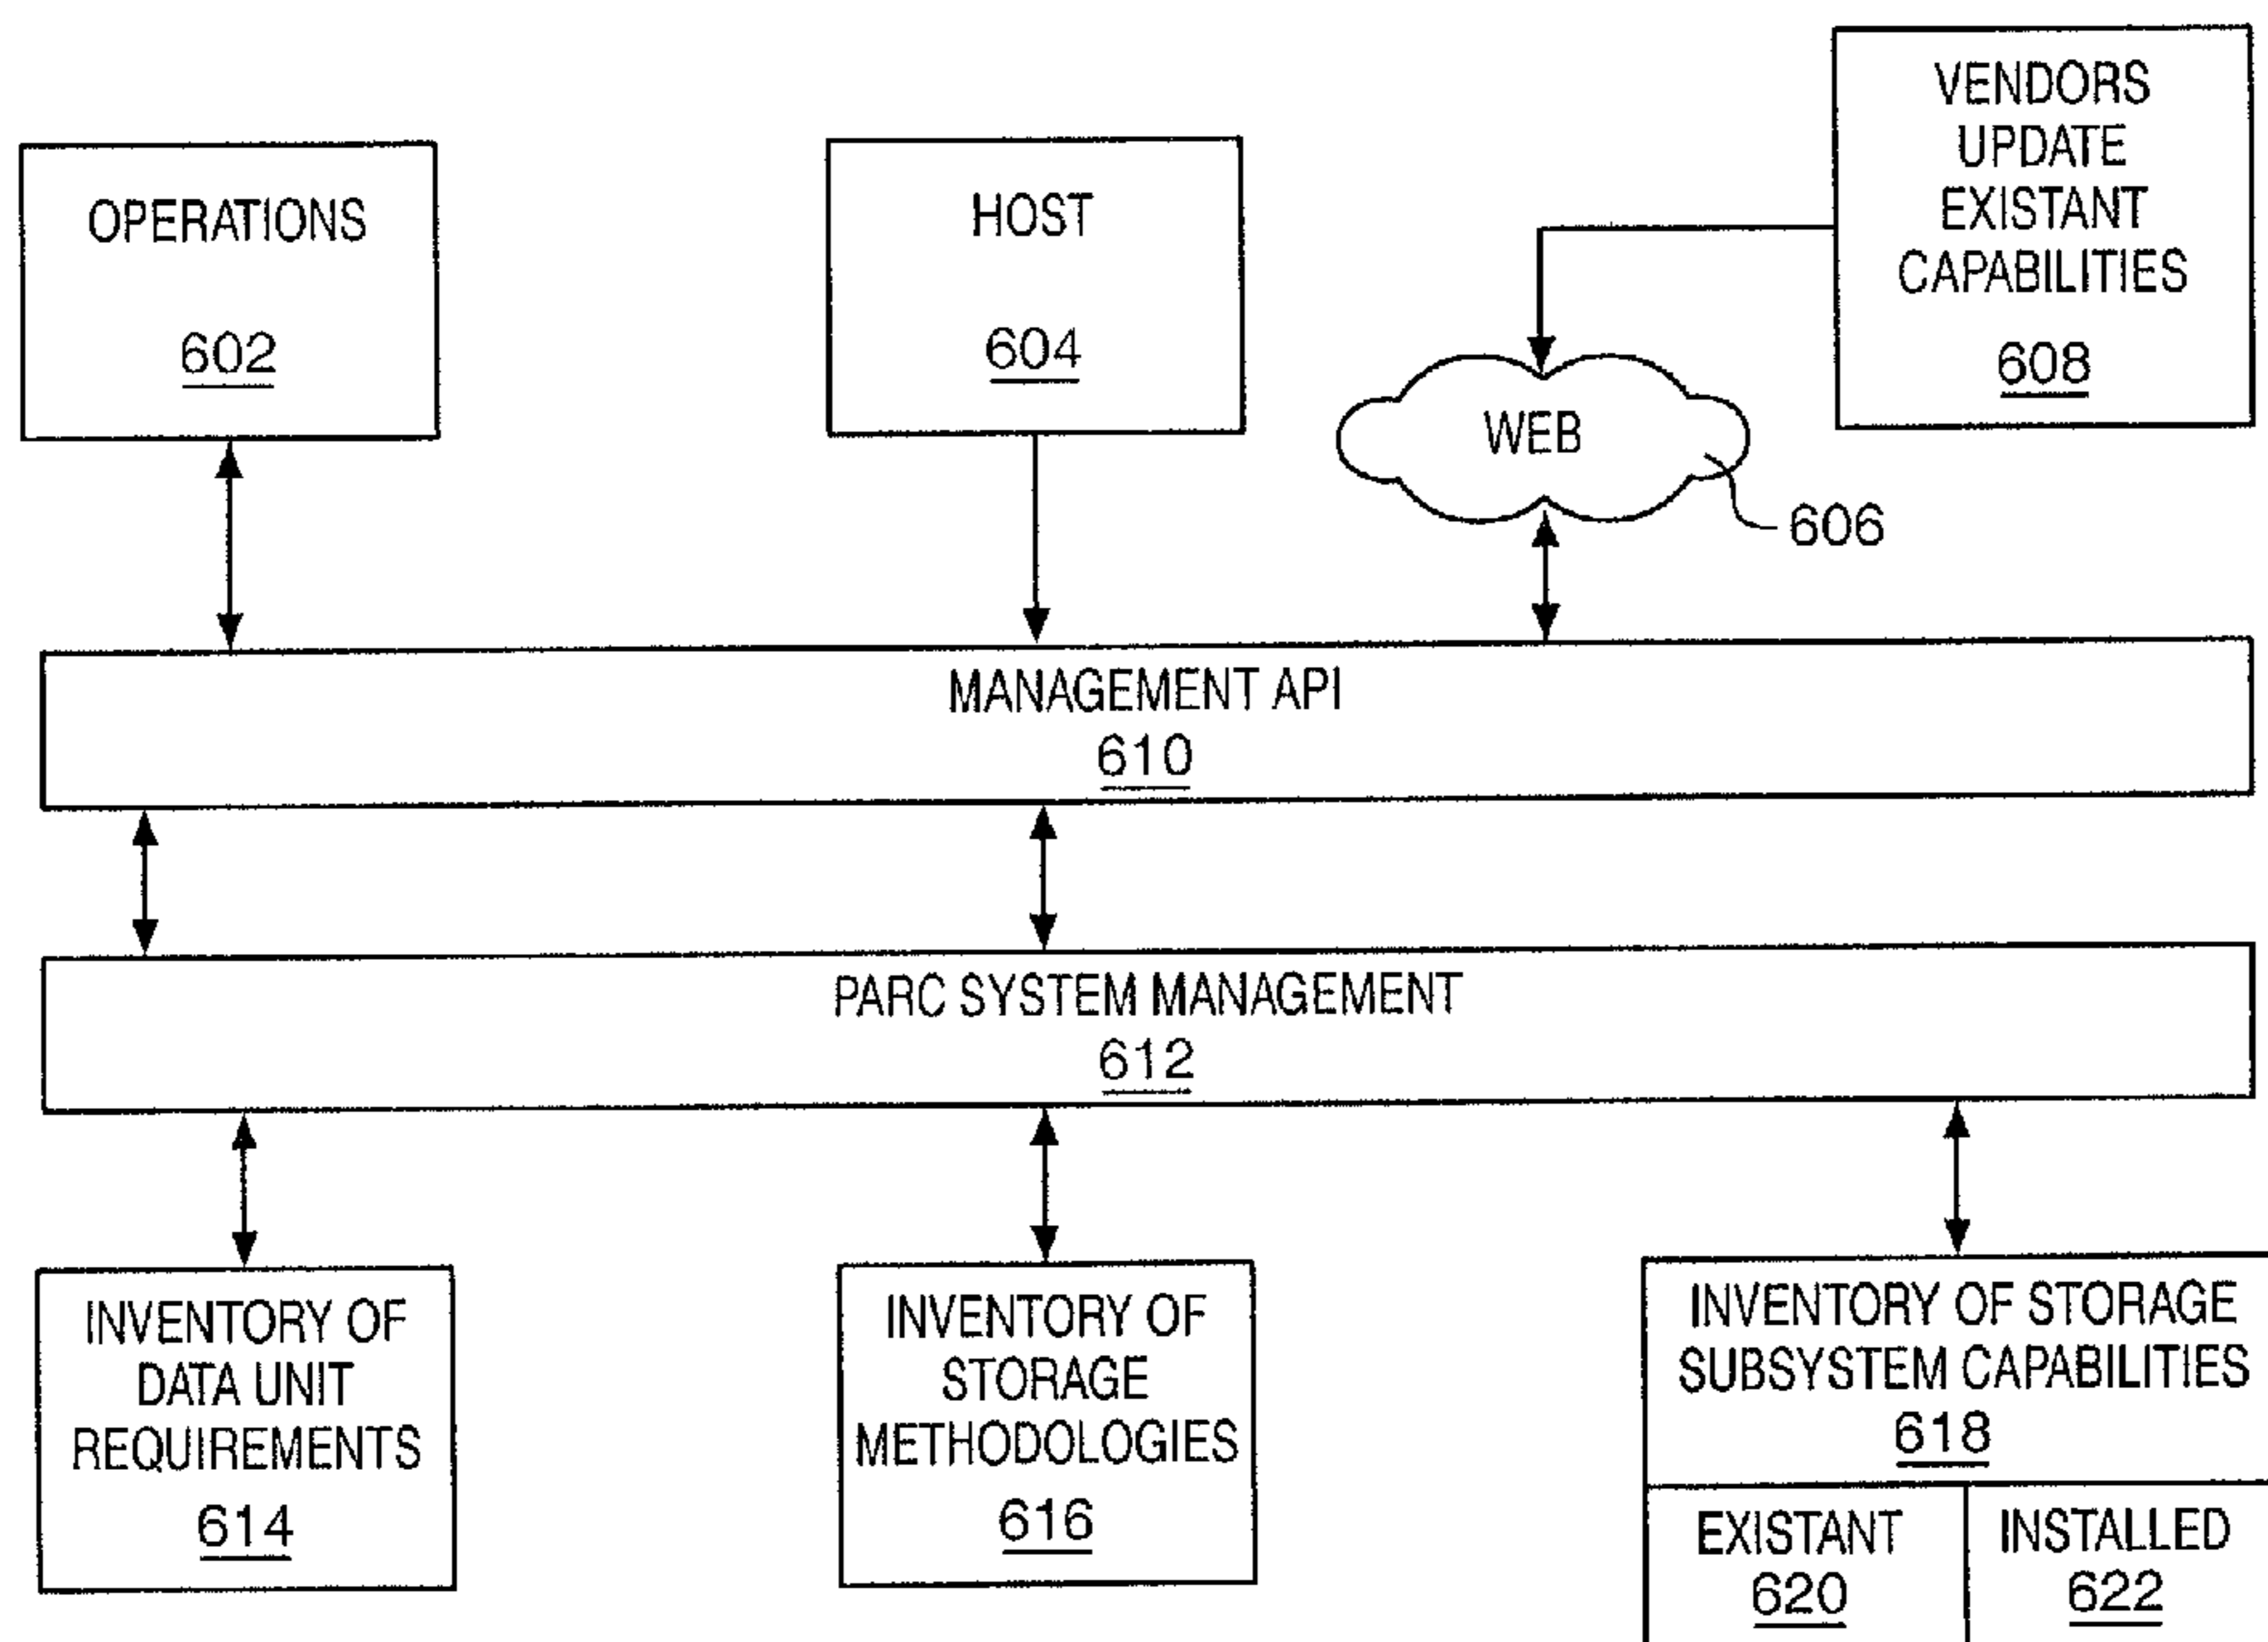 OPERATIONS
602
HOST
604
VENDORS
UPDATE
EXISTANT
CAPABILITIES
608
WEB
606
MANAGEMENT API
610
PARC SYSTEM MANAGEMENT
612
INVENTORY OF
DATA UNIT
REQUIREMENTS
614
INVENTORY OF
STORAGE
METHODOLOGIES
616
INVENTORY OF STORAGE
SUBSYSTEM CAPABILITIES
618
EXISTANT
620
INSTALLED
622